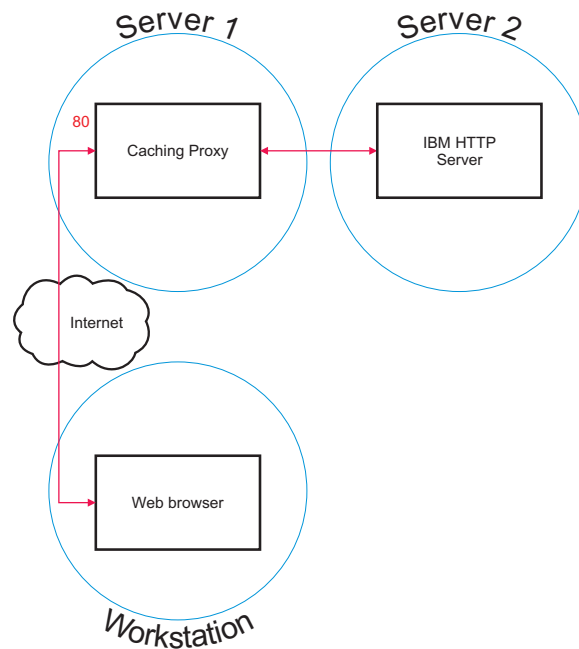 Server 1
Server 2
80
Caching Proxy
IBM HTTP
Server
Internet
Web browser
Workstation